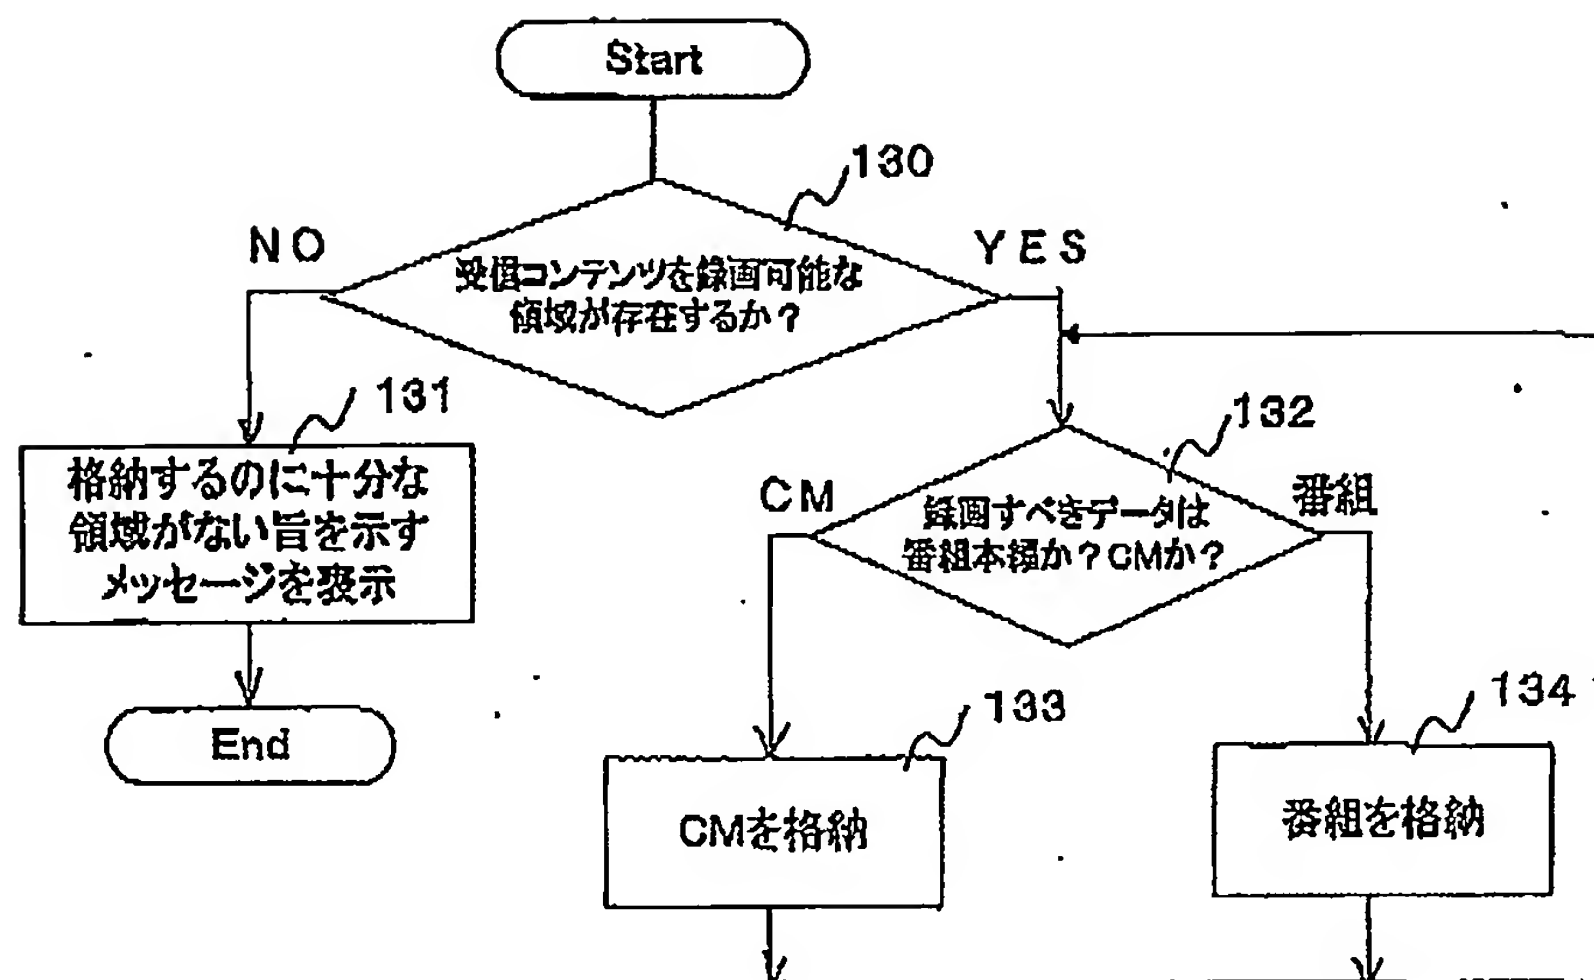 Start
130
NO
YES
受信コンテンツを録画可能な
領域が存在するか？
131
格納するのに十分な
領域がない旨を示す
メッセージを表示
End
132
CM
番組
録画すべきデータは
番組本編か？CMか？
133
CMを格納
134
番組を格納